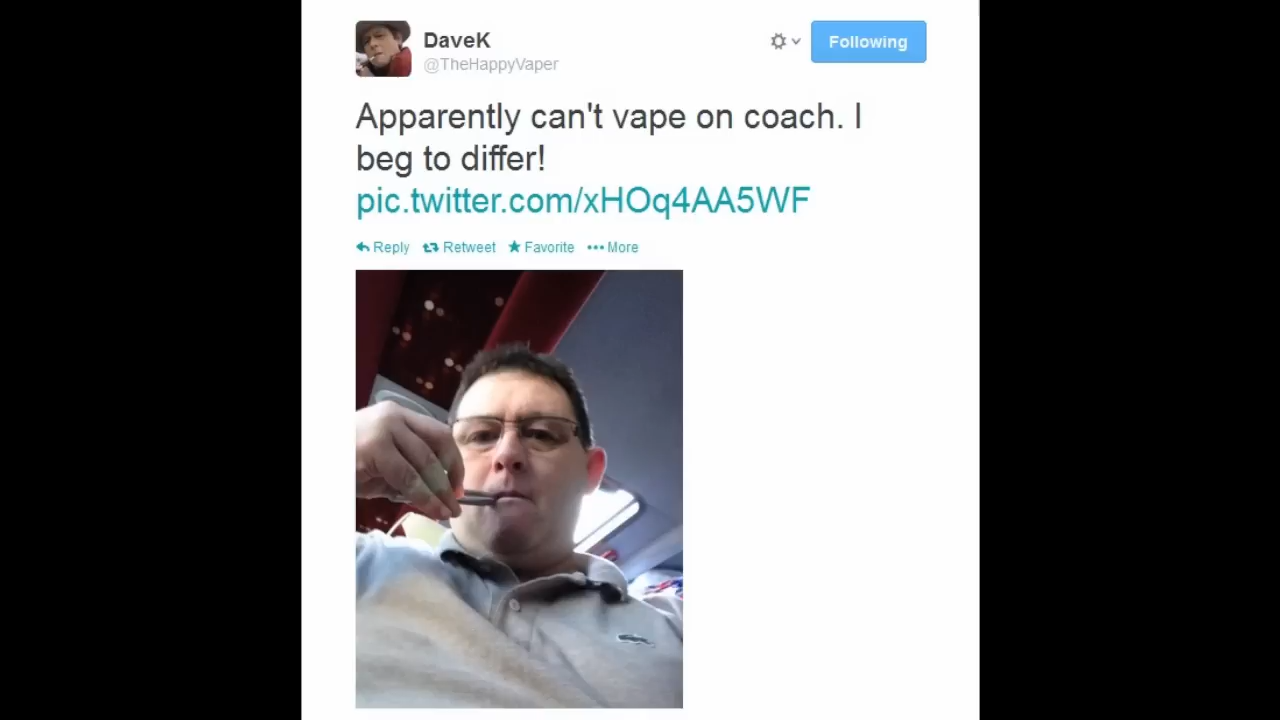 DaveK
@TheHappyVaper
Following
Apparently can't vape on coach. I
beg to differ!
pic.twitter.com/xHOq4AA5WF
Reply Retweet Favorite More